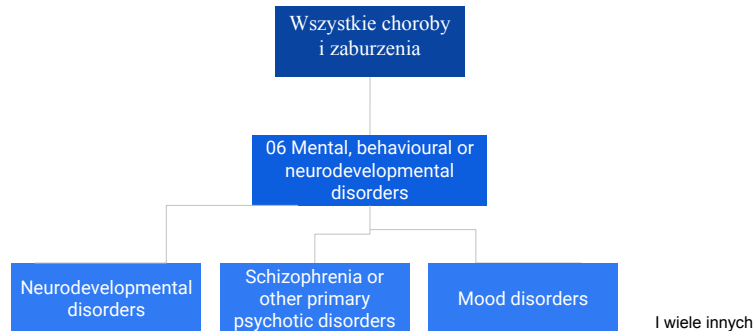 Wszystkie choroby
i zaburzenia
06 Mental, behavioural or
neurodevelopmental
disorders
Neurodevelopmental
disorders
Schizophrenia or
other primary
psychotic disorders
Mood disorders
I wiele innych